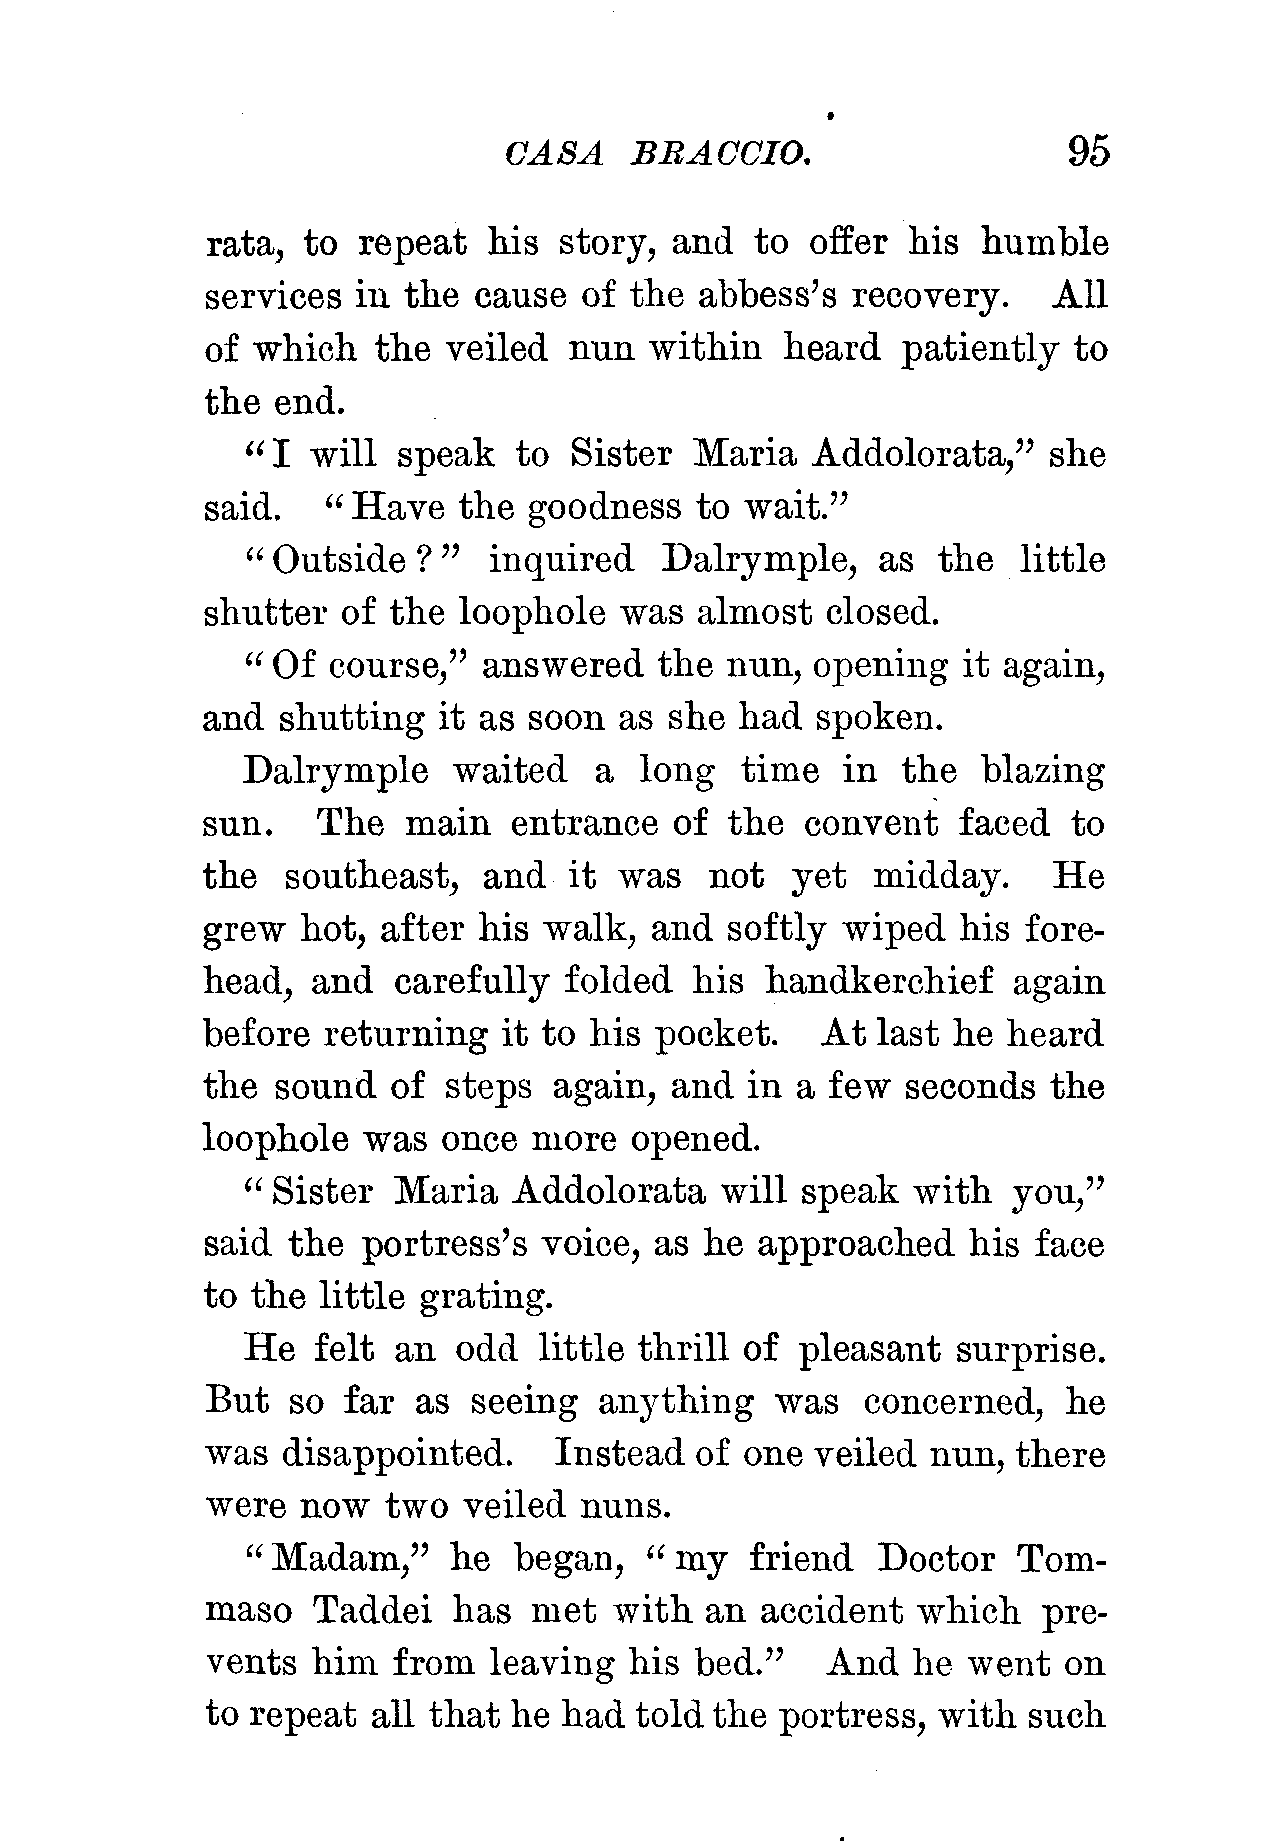 CASA BRACCIO. 95
rata, to repeat his story, and to offer his humble
services in the cause of the abbess's recovery. All
of which the veiled nun within heard patiently to
the end.
"I will speak to Sister Maria Addolorata," she
said. "Have the goodness to wait."
"Outside?" inquired Dalrymple, as the little
shutter of the loophole was almost closed.
"Of course," answered the nun, opening it again,
and shutting it as soon as she had spoken.
Dalrymple waited a long time in the blazing
sun. The main entrance of the convent faced to
the southeast, and it was not yet midday. He
grew hot, after his walk, and softly wiped his fore-
head, and carefully folded his handkerchief again
before returning it to his pocket. At last he heard
the sound of steps again, and in a few seconds the
loophole was once more opened.
"Sister Maria Addolorata will speak with you,"
said the portress's voice, as he approached his face
to the little grating.
He felt an odd little thrill of pleasant surprise.
But so far as seeing anything was concerned, he
was disappointed. Instead of one veiled nun, there
were now two veiled nuns.
"Madam," he began, "my friend Doctor Tom-
maso Taddei has met with an accident which pre-
vents him from leaving his bed." And he went on
to repeat all that he had told the portress, with such